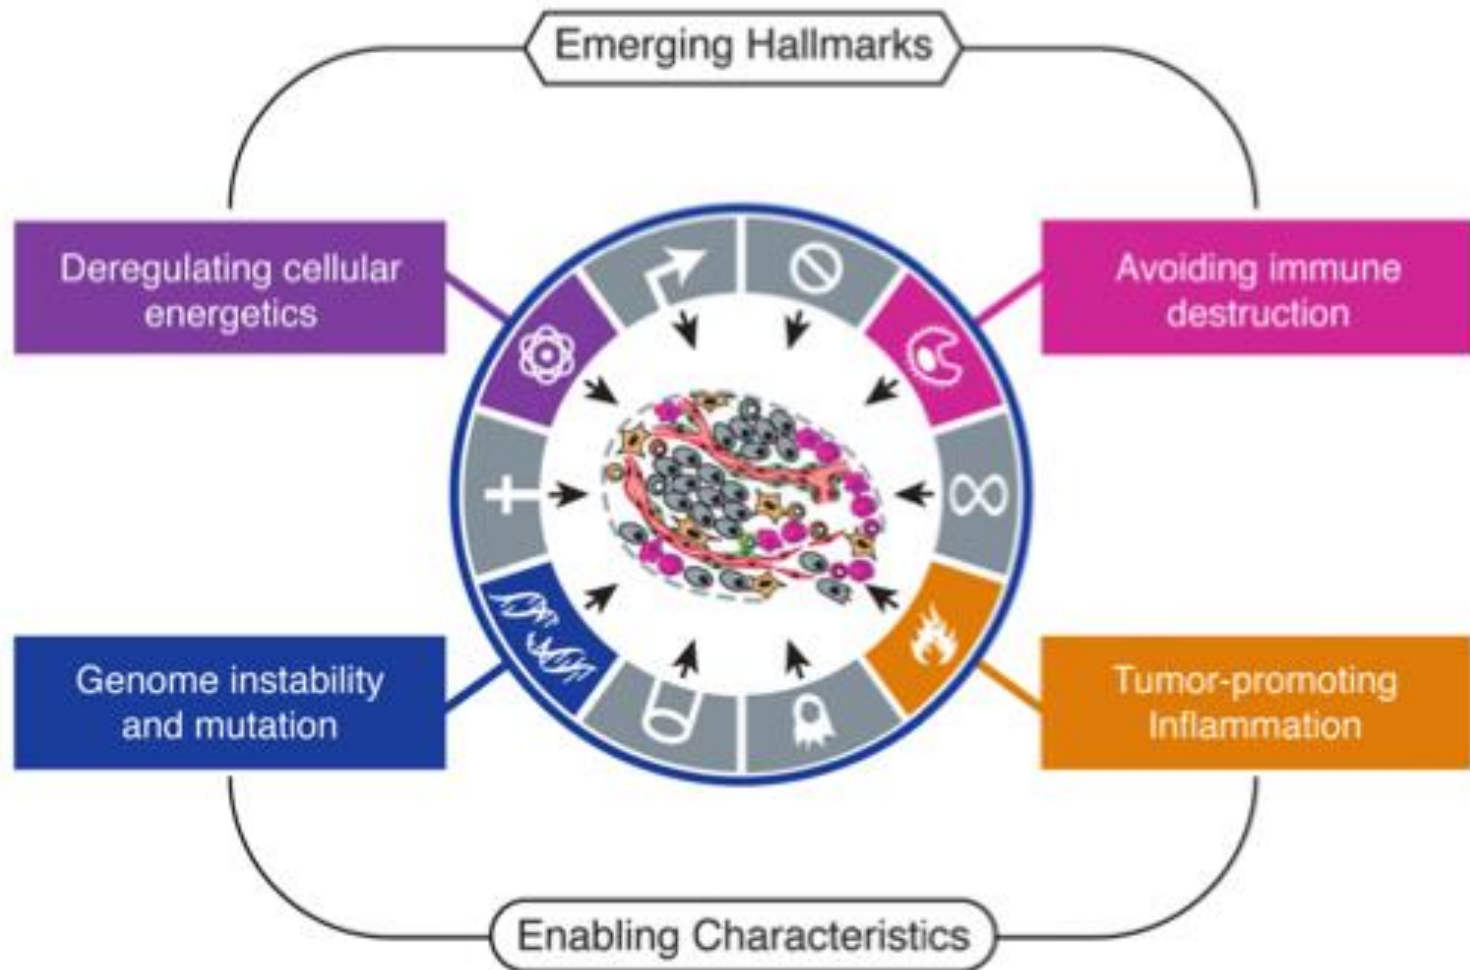 Emerging Hallmarks
Deregulating cellular
energetics
Avoiding immune
destruction
Genome instability
and mutation
Tumor-promoting
Inflammation
Enabling Characteristics